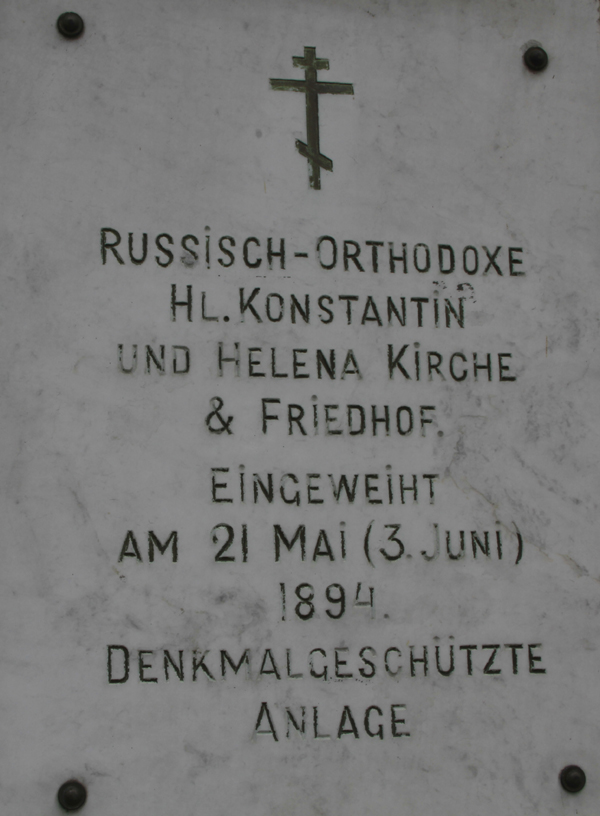 RUSSISCH-ORTHODOXE
HL. KONSTANTIN
UND HELENA KIRCHE
& FRIEDHOF.
EINGEWEIHT
AM 21 MAI (3. JUNI)
1894.
DENKMALGESCHÜTZTE
ANLAGE